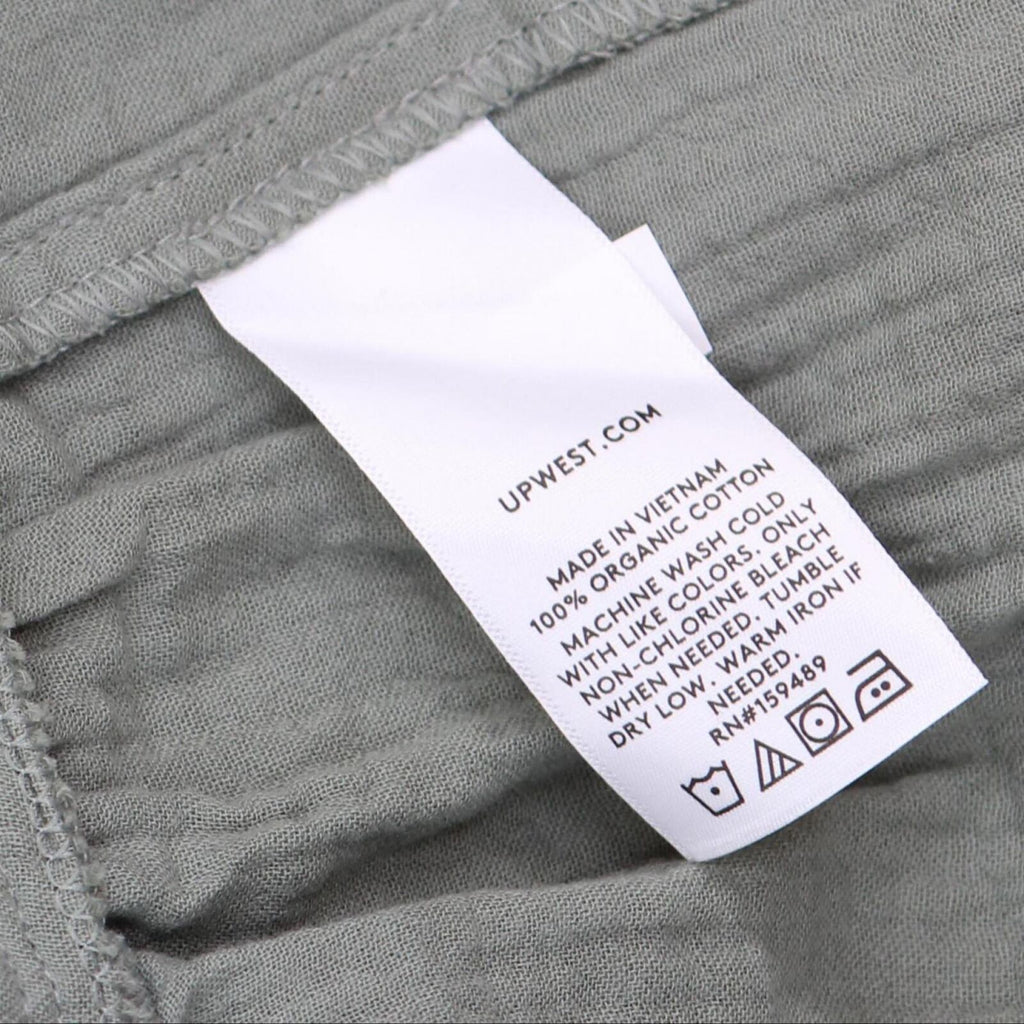 UPWEST.COM
MADE IN VIETNAM
100% ORGANIC COTTON
MACHINE WASH COLD
WITH LIKE COLORS. ONLY
NON-CHLORINE BLEACH
WHEN NEEDED. TUMBLE
DRY LOW. WARM IRON IF
NEEDED.
RN#159489